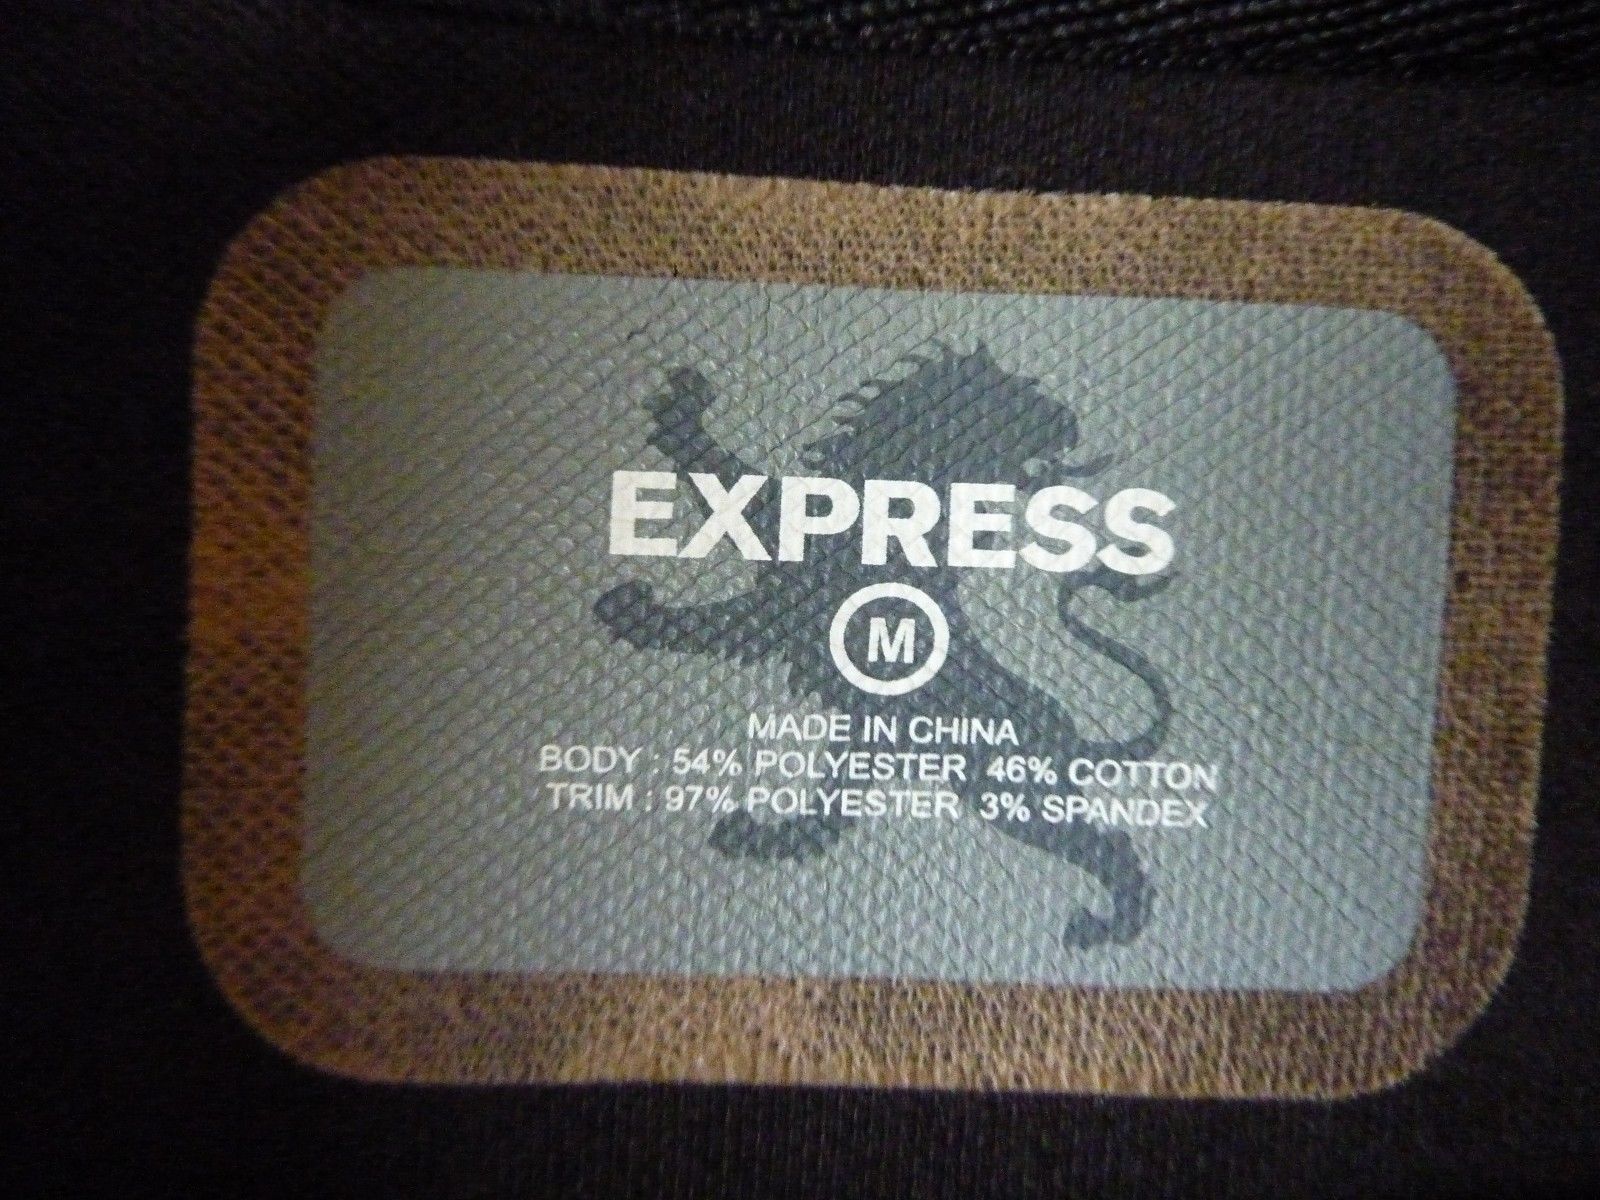 EXPRESS
M
MADE IN CHINA
BODY : 54% POLYESTER 46% COTTON
TRIM : 97% POLYESTER 3% SPANDEX